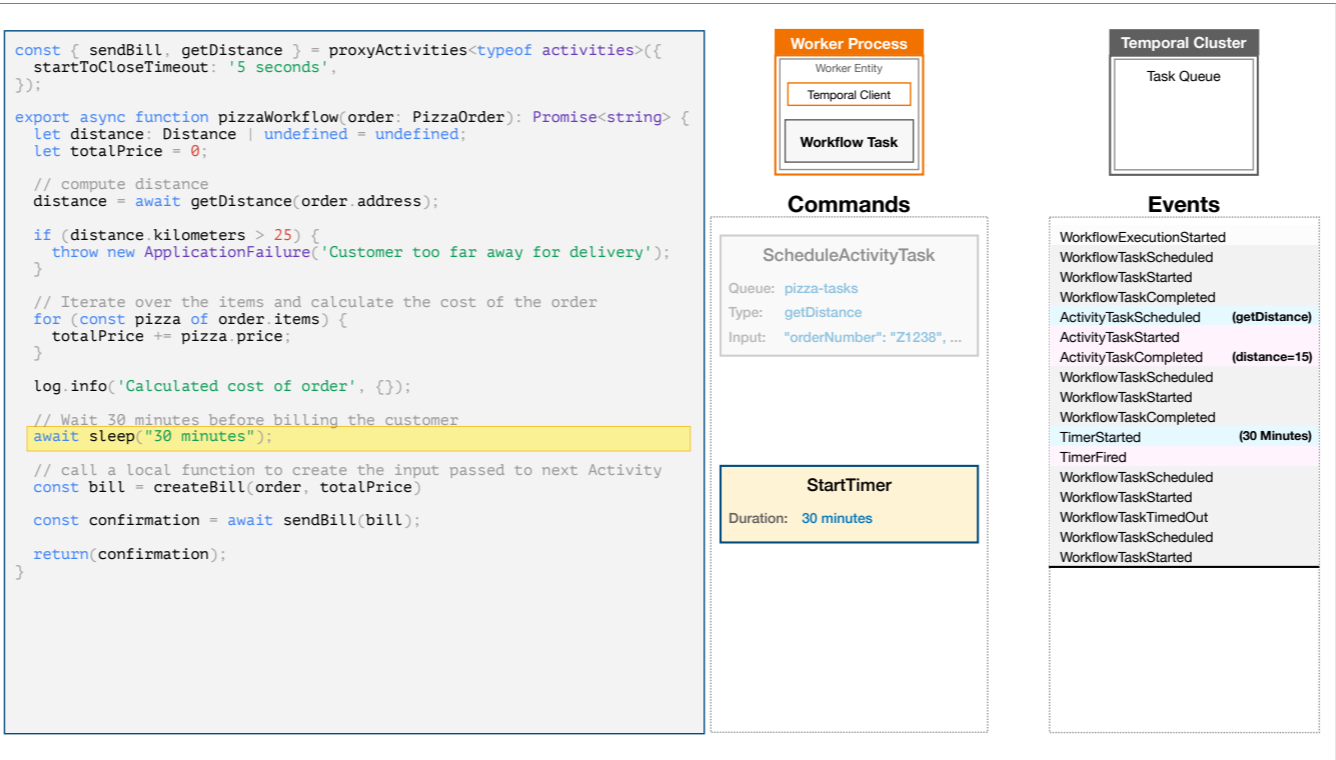 const { sendBill, getDistance } = proxyActivities<typeof activities>({
  startToCloseTimeout: '5 seconds',
});
export async function pizzaWorkflow(order: PizzaOrder): Promise<string> {
  let distance: Distance | undefined = undefined;
  let totalPrice = 0;
  // compute distance
  distance = await getDistance(order.address);
  if (distance.kilometers > 25) {
    throw new ApplicationFailure('Customer too far away for delivery');
  }
  // Iterate over the items and calculate the cost of the order
  for (const pizza of order.items) {
    totalPrice += pizza.price;
  }
  log.info('Calculated cost of order', {});
  // Wait 30 minutes before billing the customer
  await sleep("30 minutes");
  // call a local function to create the input passed to next Activity
  const bill = createBill(order, totalPrice)
  const confirmation = await sendBill(bill);
  return(confirmation);
}
Worker Process
Worker Entity
Temporal Client
Workflow Task
Commands
ScheduleActivityTask
Queue: pizza-tasks
Type: getDistance
Input: "orderNumber": "Z1238", ...
StartTimer
Duration: 30 minutes
Temporal Cluster
Task Queue
Events
WorkflowExecutionStarted
WorkflowTaskScheduled
WorkflowTaskStarted
WorkflowTaskCompleted
ActivityTaskScheduled (getDistance)
ActivityTaskStarted
ActivityTaskCompleted (distance=15)
WorkflowTaskScheduled
WorkflowTaskStarted
WorkflowTaskCompleted
TimerStarted (30 Minutes)
TimerFired
WorkflowTaskScheduled
WorkflowTaskStarted
WorkflowTaskTimedOut
WorkflowTaskScheduled
WorkflowTaskStarted